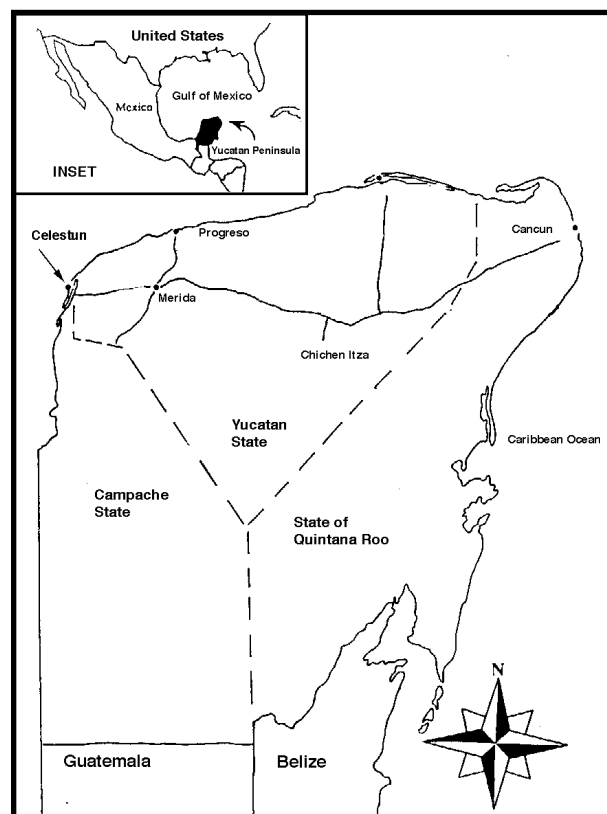 United States
Gulf of Mexico
Mexico
Yucatan Peninsula
INSET
Celestun
Progreso
Cancun
Merida
Chichen Itza
Yucatan
State
Caribbean Ocean
Campache
State
State of
Quintana Roo
N
Guatemala
Belize